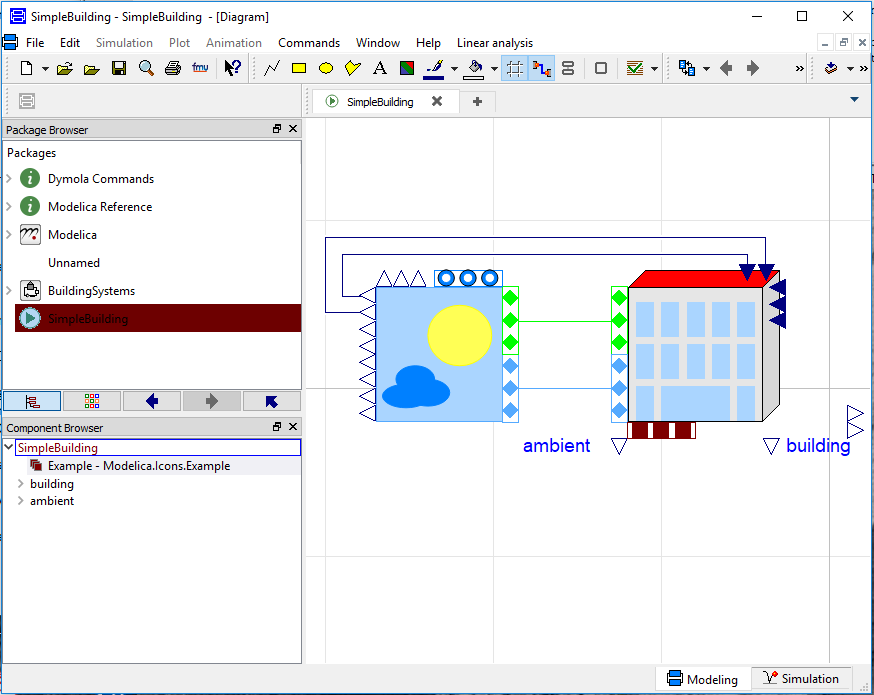 SimpleBuilding - SimpleBuilding - [Diagram]
File Edit Simulation Plot Animation Commands Window Help Linear analysis
A fmu ?
SimpleBuilding
Package Browser
Packages
i Dymola Commands
i Modelica Reference
Modelica
Unnamed
BuildingSystems
SimpleBuilding
Component Browser
SimpleBuilding
Example - Modelica.Icons.Example
building
ambient
ambient
building
Modeling Simulation